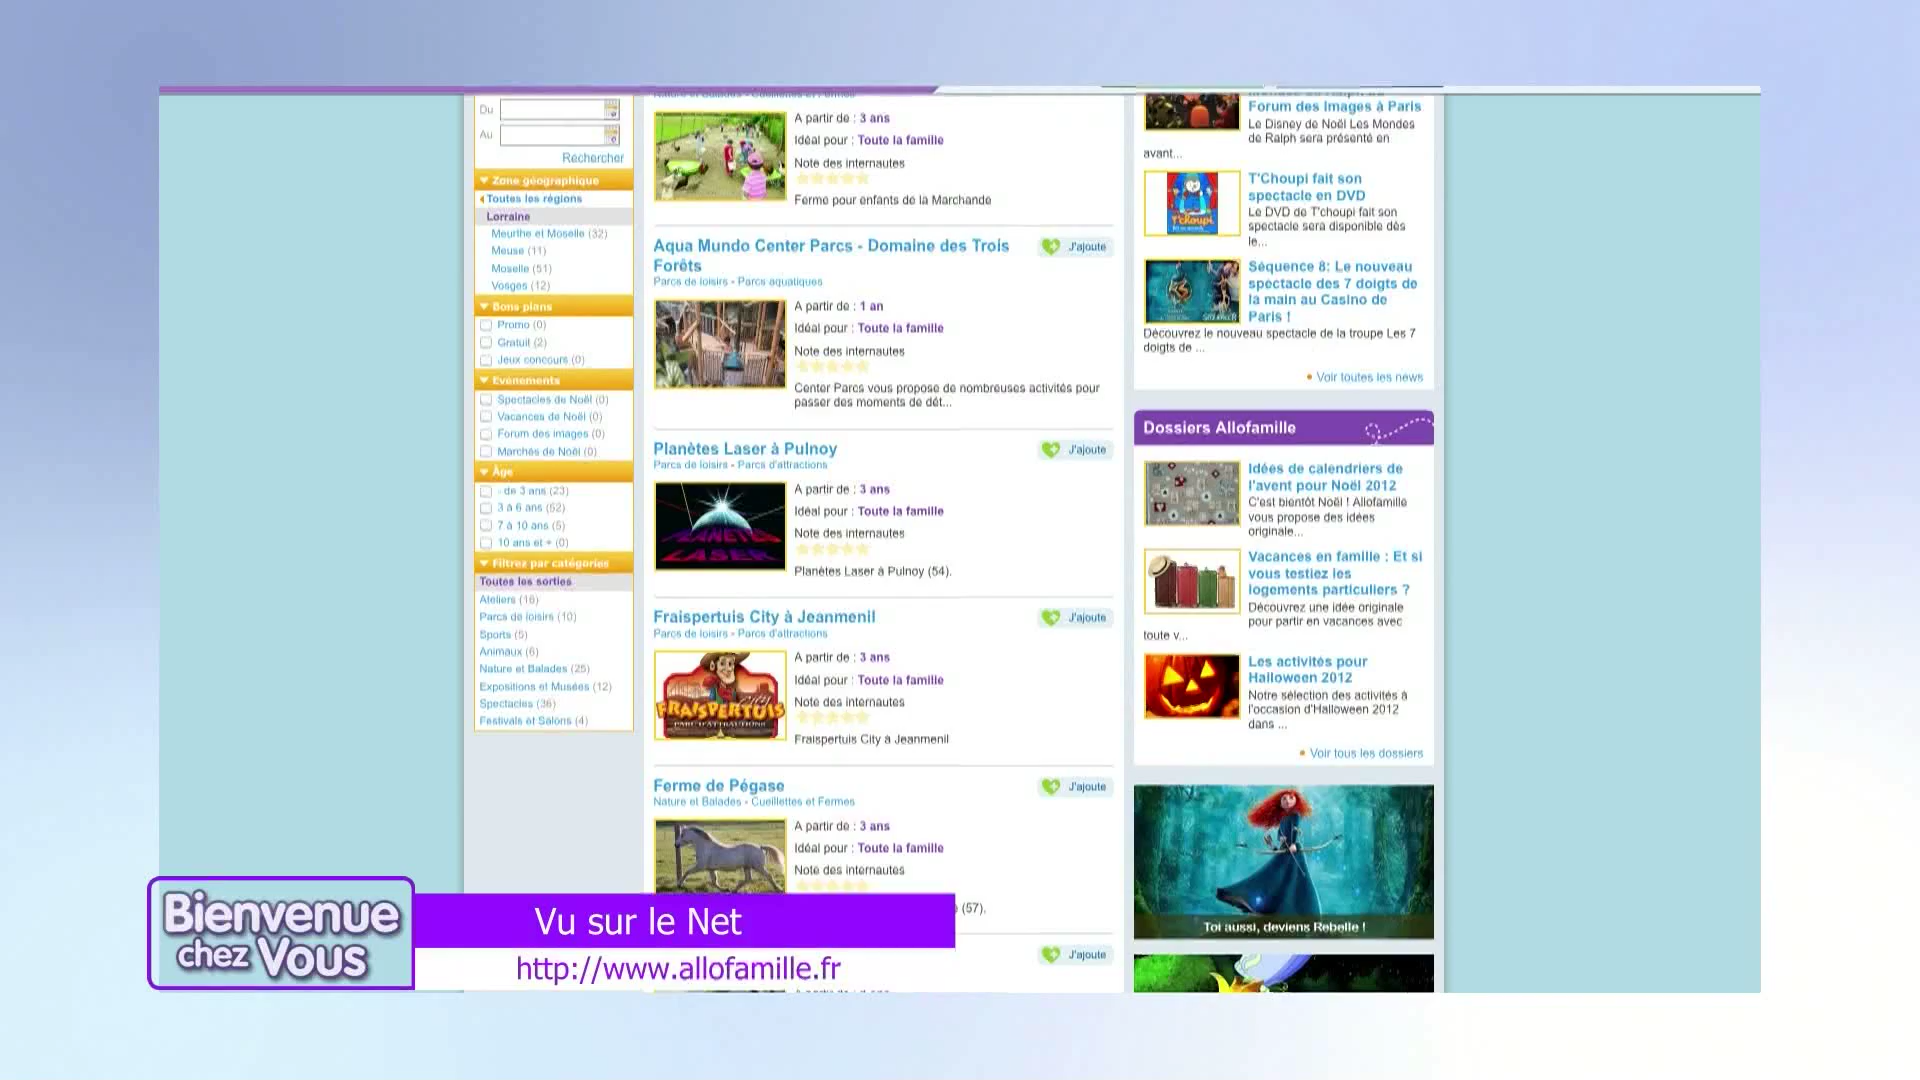 Du
Au
Rechercher
Zone géographique
Toutes les régions
Lorraine
Meurthe et Moselle (32)
Meuse (11)
Moselle (51)
Vosges (12)
Bons plans
Promo (0)
Gratuit (2)
Jeux concours (0)
Evénements
Spectacles de Noël (0)
Vacances de Noël (0)
Forum des images (0)
Marchés de Noël (0)
Âge
- de 3 ans (23)
3 à 6 ans (52)
7 à 10 ans (5)
10 ans et + (0)
Filtrez par catégories
Toutes les sorties
Ateliers (16)
Parcs de loisirs (10)
Sports (5)
Animaux (6)
Nature et Balades (25)
Expositions et Musées (12)
Spectacles (36)
Festivals et Salons (4)
Nature et Balades - Cueillettes et Fermes
A partir de : 3 ans
Idéal pour : Toute la famille
Note des internautes
Ferme pour enfants de la Marchande
Aqua Mundo Center Parcs - Domaine des Trois
Forêts
J'ajoute
Parcs de loisirs - Parcs aquatiques
A partir de : 1 an
Idéal pour : Toute la famille
Note des internautes
Center Parcs vous propose de nombreuses activités pour
passer des moments de dét...
Planètes Laser à Pulnoy
J'ajoute
Parcs de loisirs - Parcs d'attractions
PLANETES
LASER
A partir de : 3 ans
Idéal pour : Toute la famille
Note des internautes
Planètes Laser à Pulnoy (54).
Fraispertuis City à Jeanmenil
J'ajoute
Parcs de loisirs - Parcs d'attractions
City
FRAISPERTUIS
PARC D'ATTRACTIONS
A partir de : 3 ans
Idéal pour : Toute la famille
Note des internautes
Fraispertuis City à Jeanmenil
Ferme de Pégase
J'ajoute
Nature et Balades - Cueillettes et Fermes
A partir de : 3 ans
Idéal pour : Toute la famille
Note des internautes
(57).
J'ajoute
Forum des Images à Paris
Le Disney de Noël Les Mondes
de Ralph sera présenté en
avant...
T'choupi
T'Choupi fait son
spectacle en DVD
Le DVD de T'choupi fait son
spectacle sera disponible dès
le...
Séquence 8: Le nouveau
spectacle des 7 doigts de
la main au Casino de
Paris !
Découvrez le nouveau spectacle de la troupe Les 7
doigts de ...
Voir toutes les news
Dossiers Allofamille
Idées de calendriers de
l'avent pour Noël 2012
C'est bientôt Noël ! Allofamille
vous propose des idées
originale...
Vacances en famille : Et si
vous testiez les
logements particuliers ?
Découvrez une idée originale
pour partir en vacances avec
toute v...
Les activités pour
Halloween 2012
Notre sélection des activités à
l'occasion d'Halloween 2012
dans ...
Voir tous les dossiers
Toi aussi, deviens Rebelle !
Bienvenue
chez Vous
Vu sur le Net
http://www.allofamille.fr